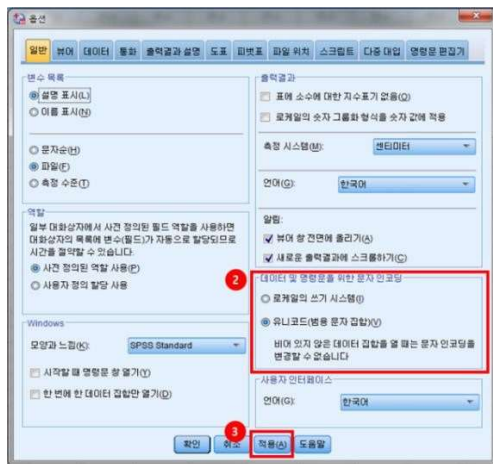 옵션
일반 뷰어 데이터 통화 출력결과 설명 도표 피벗표 파일 위치 스크립트 다중 대입 명령문 편집기
변수 목록
설명 표시(L)
이름 표시(N)
문자순(H)
파일(F)
측정 수준(T)
역할
일부 대화상자에서 사전 정의된 필드 역할을 사용하면
대화상자의 목록에 변수(필드)가 자동으로 할당되므로
시간을 절약할 수 있습니다.
사전 정의된 역할 사용(P)
사용자 정의 할당 사용
Windows
모양과 느낌(K): SPSS Standard
시작할 때 명령문 창 열기(Y)
한 번에 한 데이터 집합만 열기(D)
출력결과
표에 소수에 대한 지수표기 없음(O)
로케일의 숫자 그룹화 형식을 숫자 값에 적용
측정 시스템(M): 센티미터
언어(G): 한국어
알림:
뷰어 창 전면에 올리기(A)
새로운 출력결과에 스크롤하기(C)
2
데이터 및 명령문을 위한 문자 인코딩
로케일의 쓰기 시스템(I)
유니코드(범용 문자 집합)(V)
비어 있지 않은 데이터 집합을 열 때는 문자 인코딩을
변경할 수 없습니다
사용자 인터페이스
언어(G): 한국어
3
확인 취소 적용(A) 도움말